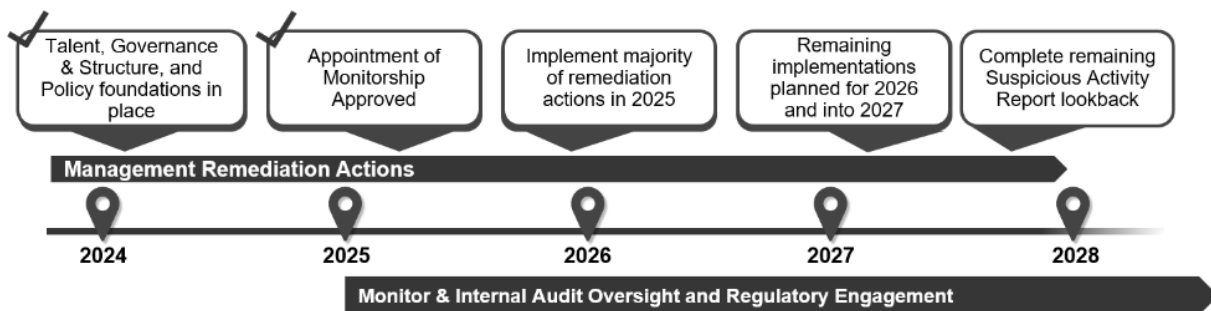 Talent, Governance
& Structure, and
Policy foundations in
place
Appointment of
Monitorship
Approved
Implement majority
of remediation
actions in 2025
Remaining
implementations
planned for 2026
and into 2027
Complete remaining
Suspicious Activity
Report lookback
Management Remediation Actions
2024
2025
2026
2027
2028
Monitor & Internal Audit Oversight and Regulatory Engagement